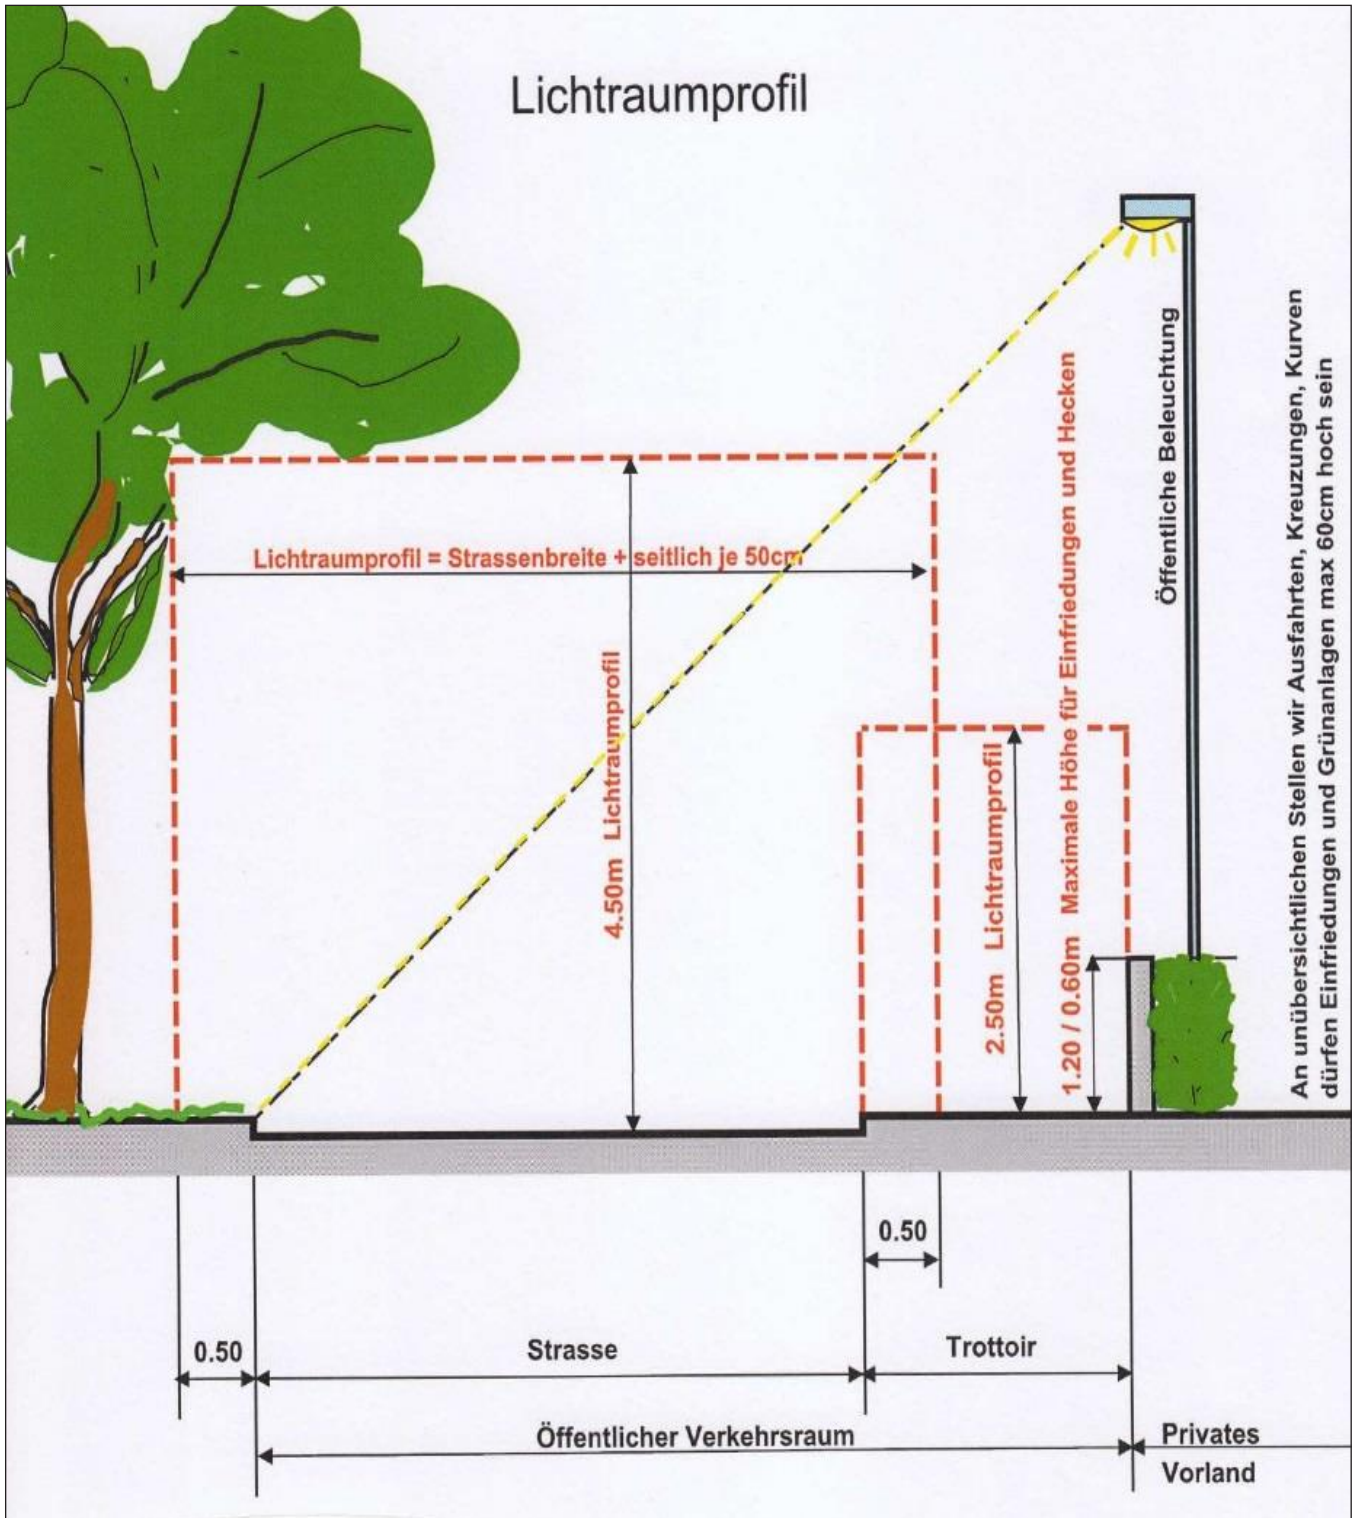 Lichtraumprofil
Lichtraumprofil = Strassenbreite + seitlich je 50cm
4.50m Lichtraumprofil
2.50m Lichtraumprofil
1.20 / 0.60m Maximale Höhe für Einfriedungen und Hecken
Öffentliche Beleuchtung
An unübersichtlichen Stellen wir Ausfahrten, Kreuzungen, Kurven
dürfen Einfriedungen und Grünanlagen max 60cm hoch sein
0.50
0.50
Strasse
Trottoir
Öffentlicher Verkehrsraum
Privates
Vorland